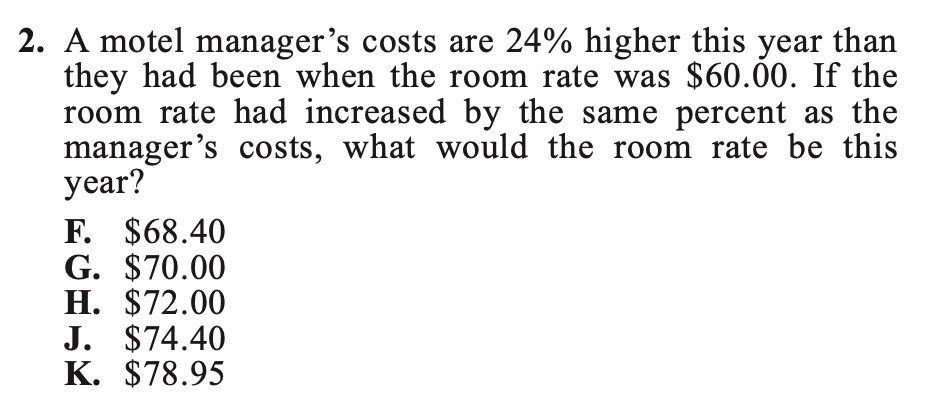 2. A motel manager’s costs are 24% higher this year than
they had been when the room rate was $60.00. If the
room rate had increased by the same percent as the
manager’s costs, what would the room rate be this
year?
F. $68.40
G. $70.00
H. $72.00
J. $74.40
K. $78.95